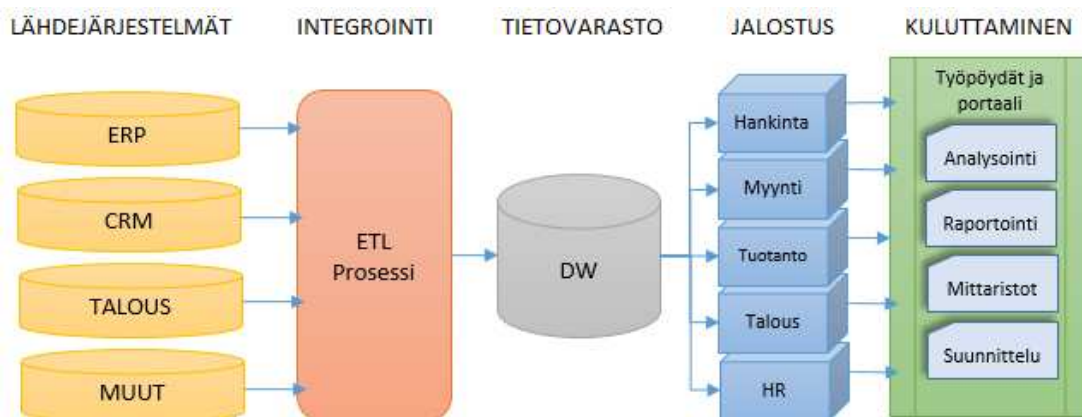 LÄHDEJÄRJESTELMÄT
INTEGROINTI
TIETOVARASTO
JALOSTUS
KULUTTAMINEN
ERP
CRM
TALOUS
MUUT
ETL
Prosessi
DW
Hankinta
Myynti
Tuotanto
Talous
HR
Työpöydät ja
portaali
Analysointi
Raportointi
Mittaristot
Suunnittelu